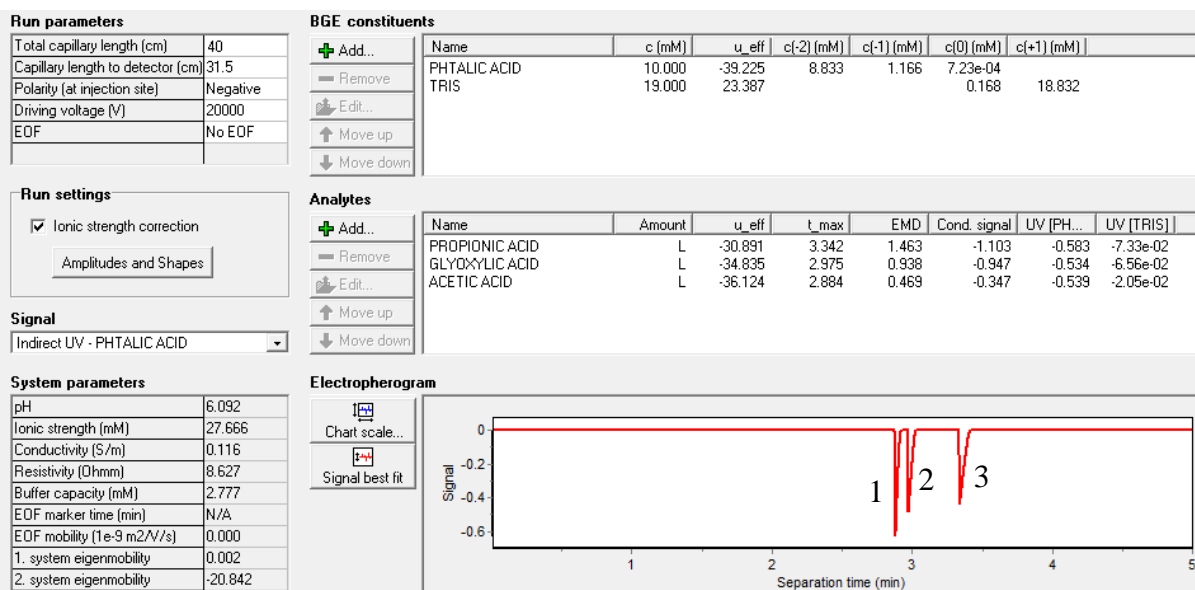 Run parameters
Total capillary length (cm) 40
Capillary length to detector (cm) 31.5
Polarity (at injection site) Negative
Driving voltage (V) 20000
EOF No EOF
Run settings
Ionic strength correction
Amplitudes and Shapes
Signal
Indirect UV - PHTALIC ACID
System parameters
pH 6.092
Ionic strength (mM) 27.666
Conductivity (S/m) 0.116
Resistivity (Ohmm) 8.627
Buffer capacity (mM) 2.777
EOF marker time (min) N/A
EOF mobility (1e-9 m2/V/s) 0.000
1. system eigenmobility 0.002
2. system eigenmobility -20.842
BGE constituents
Add...
Remove
Edit...
Move up
Move down
Name c (mM) u_eff c(-2) (mM) c(-1) (mM) c(0) (mM) c(+1) (mM)
PHTALIC ACID 10.000 -39.225 8.833 1.166 7.23e-04
TRIS 19.000 23.387 0.168 18.832
Analytes
Add...
Remove
Edit...
Move up
Move down
Name Amount u_eff t_max EMD Cond. signal UV [PH... UV [TRIS]
PROPIONIC ACID L -30.891 3.342 1.463 -1.103 -0.583 -7.33e-02
GLYOXYLIC ACID L -34.835 2.975 0.938 -0.947 -0.534 -6.56e-02
ACETIC ACID L -36.124 2.884 0.469 -0.347 -0.539 -2.05e-02
Electropherogram
Chart scale...
Signal best fit
Signal
0
-0.2
-0.4
-0.6
1 2 3
1 2 3 4 5
Separation time (min)